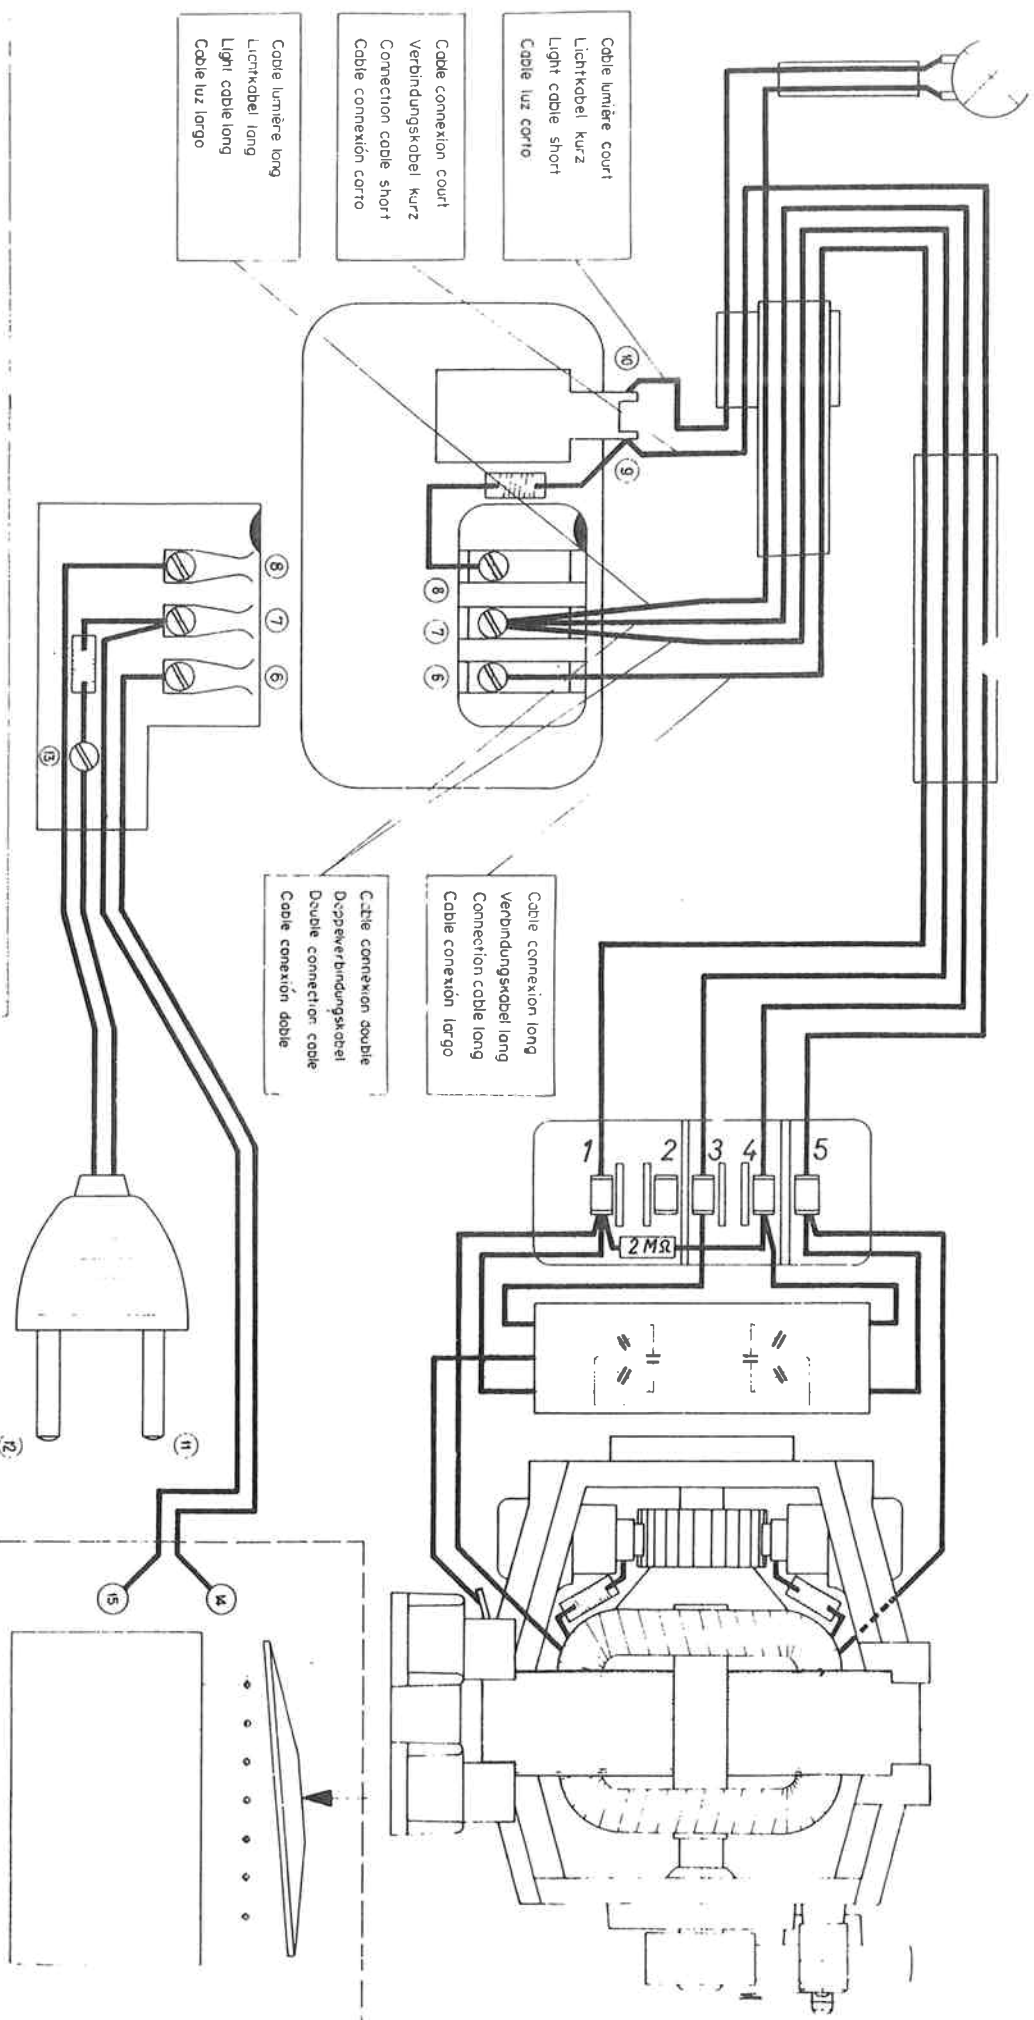 Cable lumière court
Lichtkabel kurz
Light cable short
Cable luz corto
Cable connexion court
Verbindungskabel kurz
Connection cable short
Cable connexión corto
Cable lumière long
Lichtkabel lang
Light cable long
Cable luz largo
Cable connexion long
Verbindungskabel lang
Connection cable long
Cable conexión largo
Cable connexion double
Doppelverbindungskabel
Double connection cable
Cable conexión doble
10
9
8
7
6
8
7
6
13
1
2
3
4
5
2 MΩ
11
12
14
15